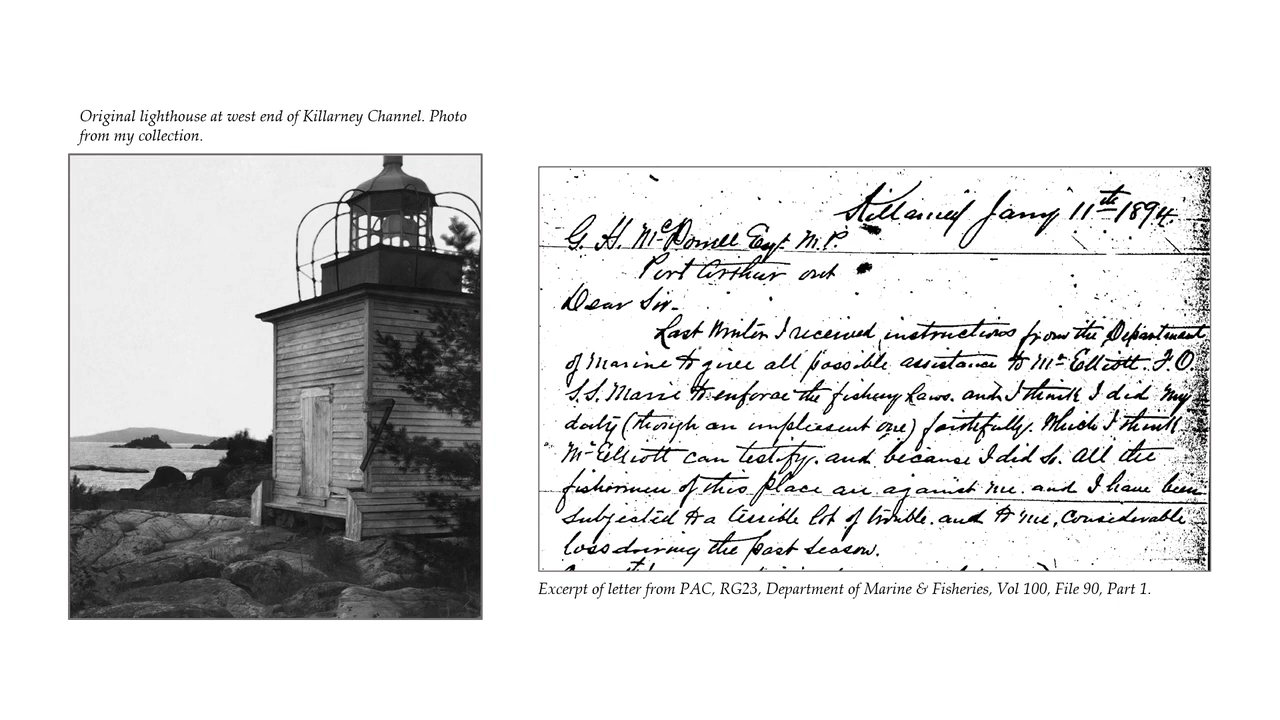 Original lighthouse at west end of Killarney Channel. Photo
from my collection.
Killarney Jany 11th 1894.
G. H. McDowell Esqr. M.P.
Port Arthur ont
Dear Sir.
Last Winter I received instructions from the Department
of Marine to give all possible assistance to Mr Elliott. F.O.
S.S. Marie to enforce the fishery Laws. and I think I did my
duty (though an unpleasent one) faithfully. Which I think
Mr Elliott can testify. and because I did So. All the
fishermen of this place are against me. and I have been
Subjected to a terrible lot of trouble. and to me, Considerable
loss during the past Season.
Excerpt of letter from PAC, RG23, Department of Marine & Fisheries, Vol 100, File 90, Part 1.